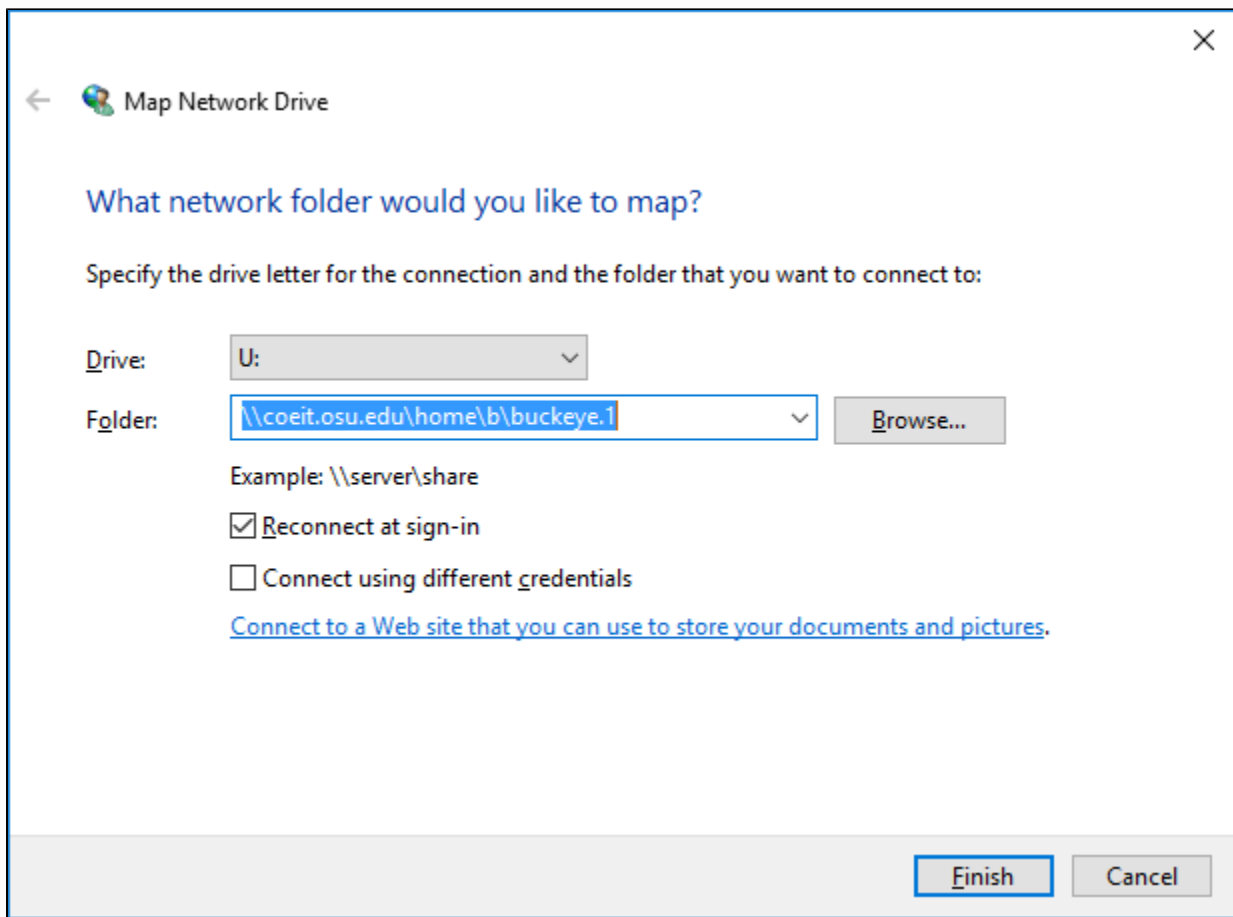 Map Network Drive
What network folder would you like to map?
Specify the drive letter for the connection and the folder that you want to connect to:
Drive: U:
Folder: \\coeit.osu.edu\home\b\buckeye.1 Browse...
Example: \\server\share
Reconnect at sign-in
Connect using different credentials
Connect to a Web site that you can use to store your documents and pictures.
Finish Cancel